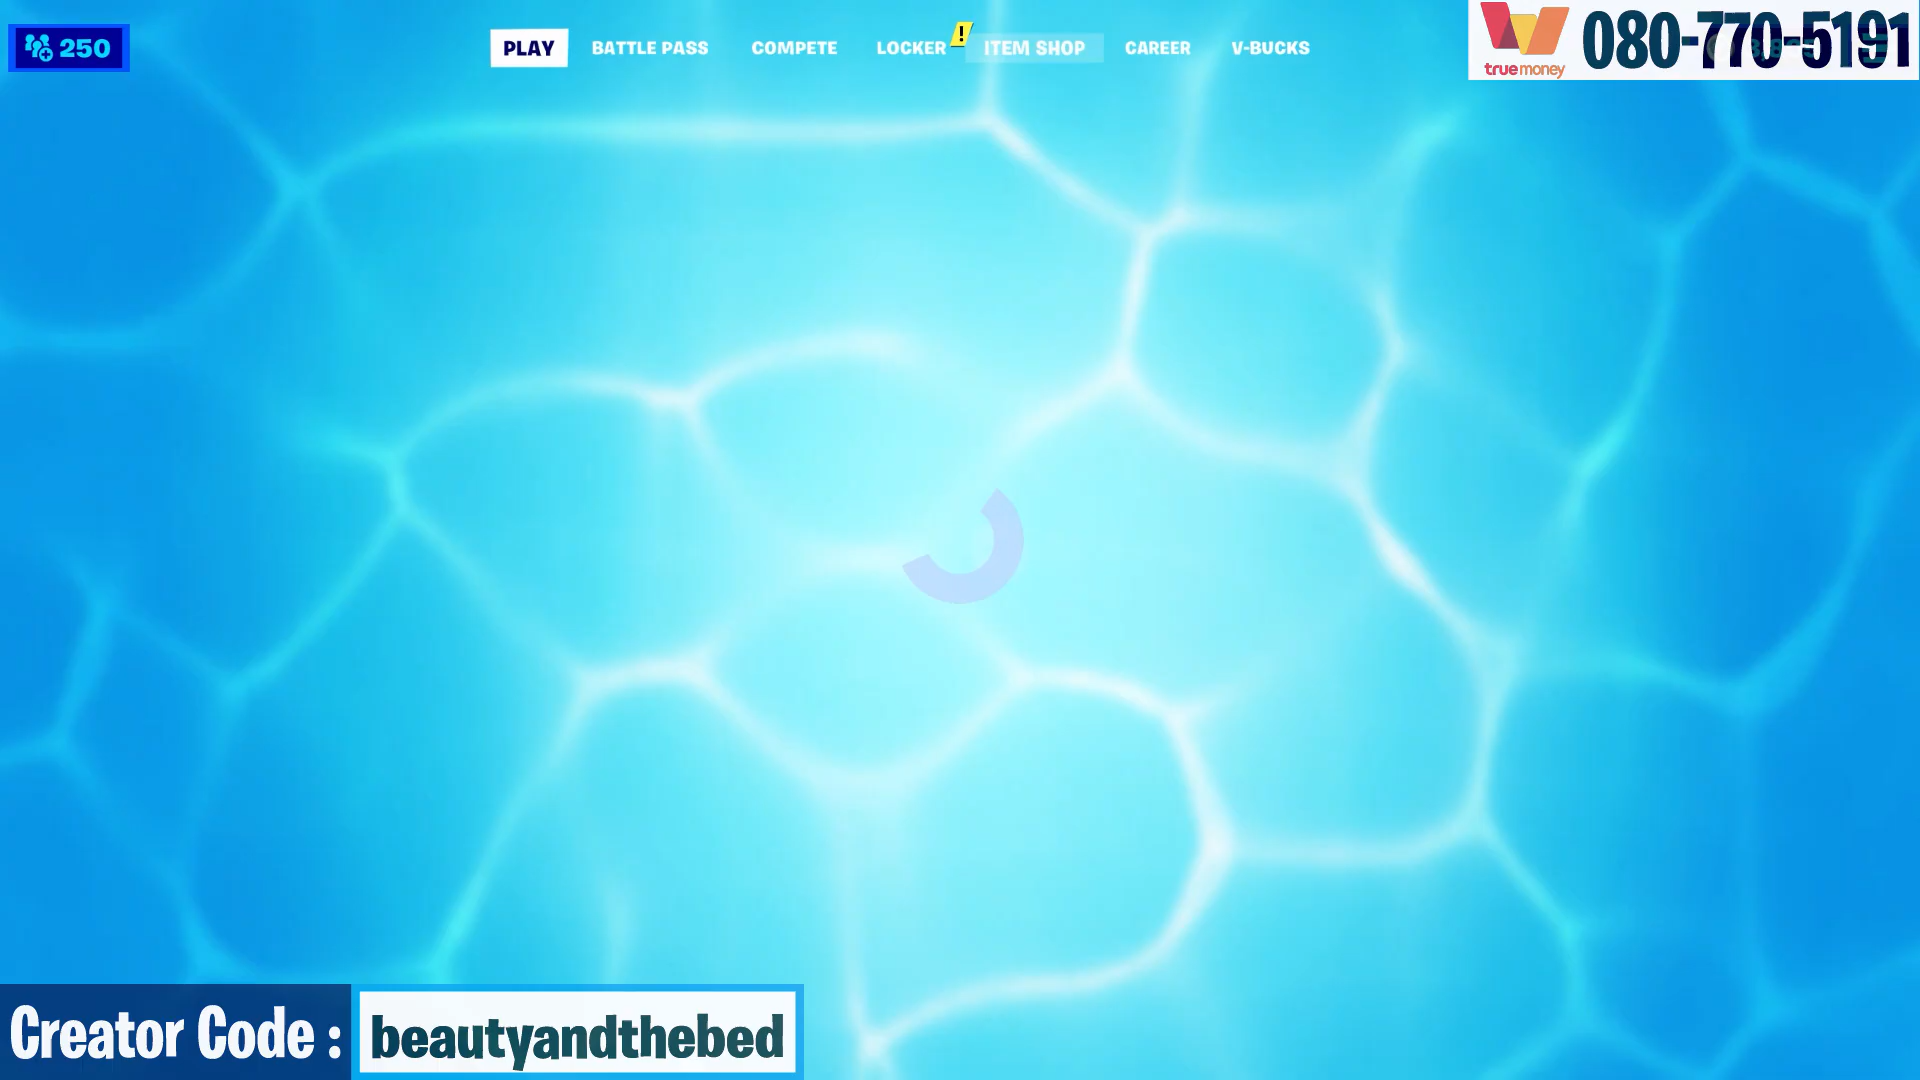 250
PLAY
BATTLE PASS
COMPETE
LOCKER
!
ITEM SHOP
CAREER
V-BUCKS
truemoney
080-770-5191
Creator Code :
beautyandthebed